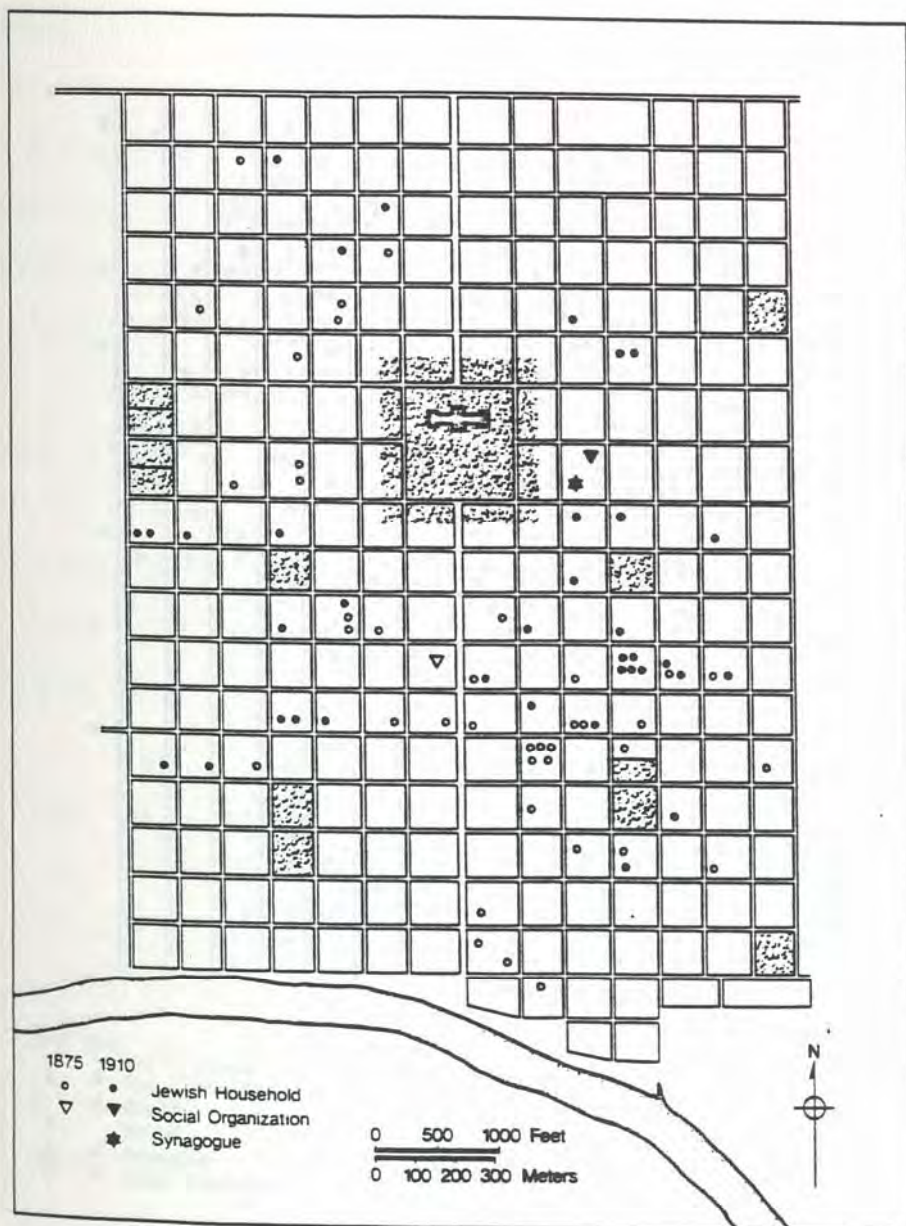 N
1875 1910
Jewish Household
Social Organization
Synagogue
0 500 1000 Feet
0 100 200 300 Meters